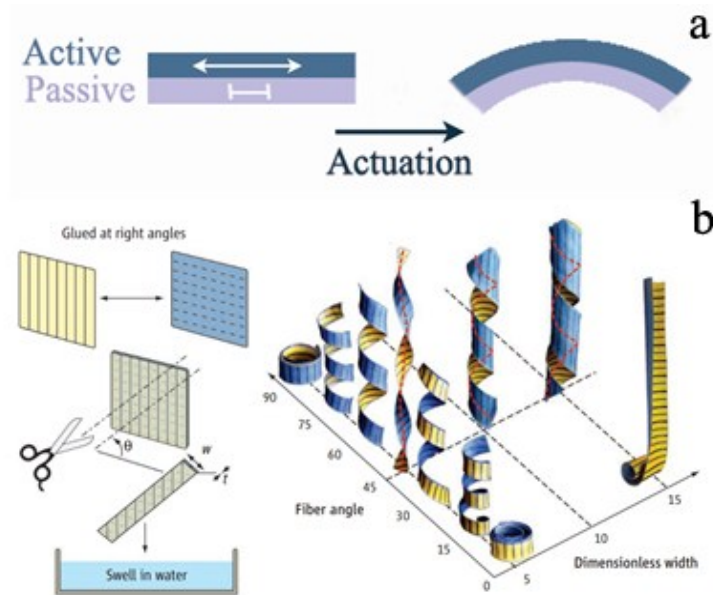 a
Active
Passive
Actuation
b
Glued at right angles
θ
w
t
Swell in water
90
75
60
45
30
15
0
Fiber angle
5
10
15
Dimensionless width